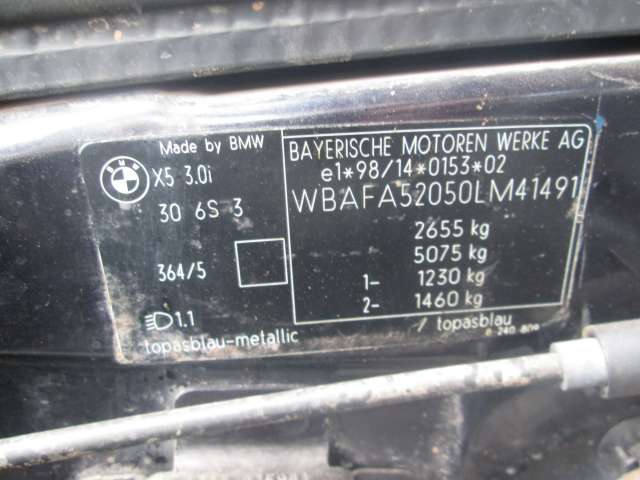 Made by BMW
BMW
X5 3.0i
30 6S 3
364/5
1.1
topasblau-metallic
BAYERISCHE MOTOREN WERKE AG
e1*98/14*0153*02
WBAFA52050LM41491
2655 kg
5075 kg
1- 1230 kg
2- 1460 kg
/ topasblau